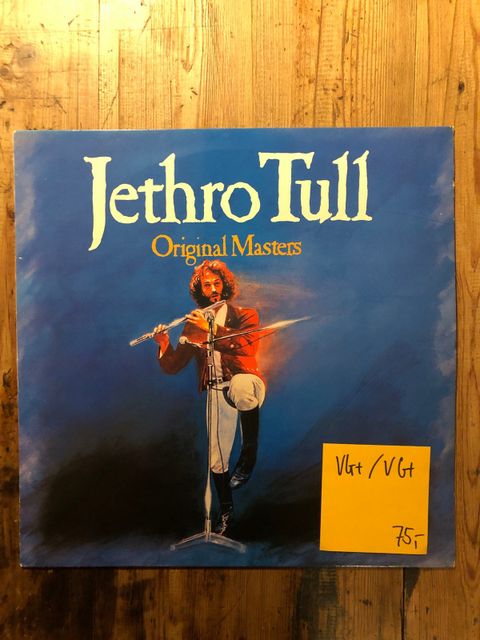 Jethro Tull
Original Masters
VG+ / VG+
75,-